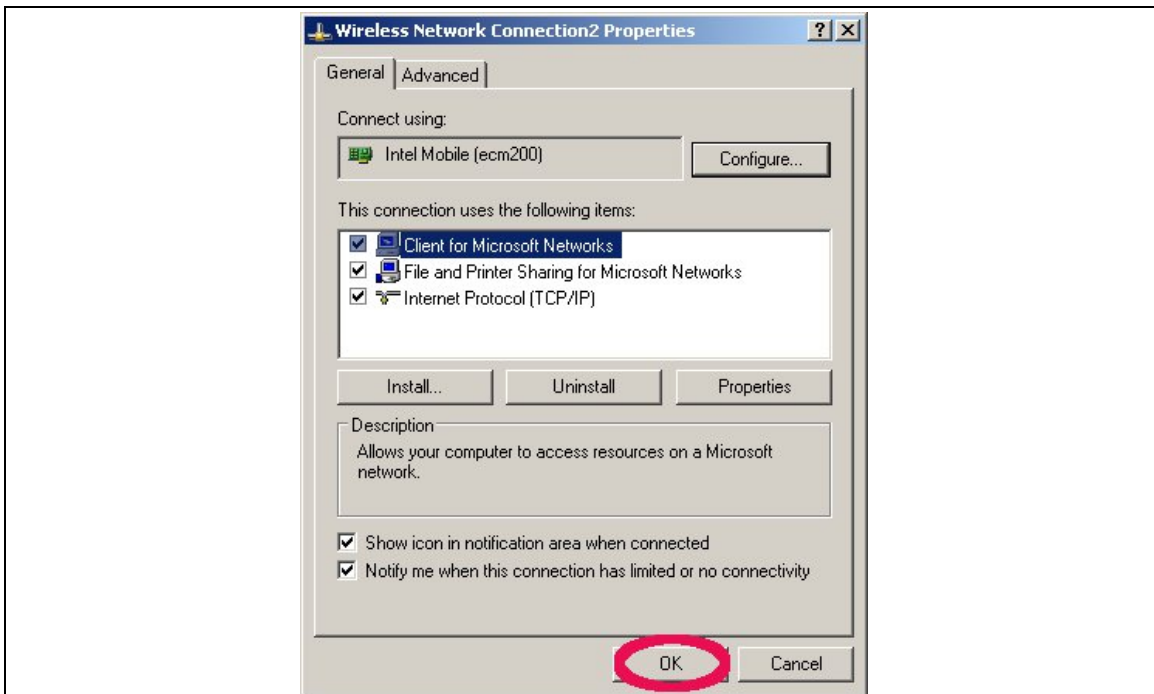 Wireless Network Connection2 Properties
General
Advanced
Connect using:
Intel Mobile (ecm200)
Configure...
This connection uses the following items:
Client for Microsoft Networks
File and Printer Sharing for Microsoft Networks
Internet Protocol (TCP/IP)
Install...
Uninstall
Properties
Description
Allows your computer to access resources on a Microsoft
network.
Show icon in notification area when connected
Notify me when this connection has limited or no connectivity
OK
Cancel